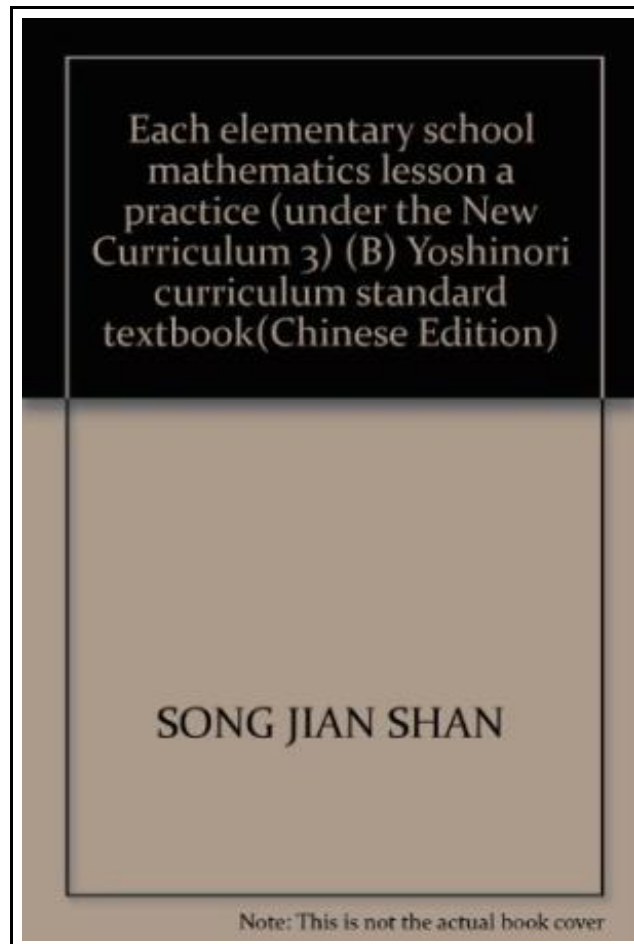 Each elementary school
mathematics lesson a
practice (under the New
Curriculum 3) (B) Yoshinori
curriculum standard
textbook(Chinese Edition)
SONG JIAN SHAN
Note: This is not the actual book cover